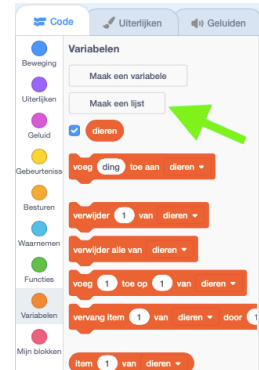 Code Uiterlijken Geluiden
Variabelen
Beweging
Maak een variabele
Uiterlijken
Maak een lijst
Geluid
dieren
Gebeurteniss
voeg ding toe aan dieren
Besturen
verwijder 1 van dieren
Waarnemen
verwijder alle van dieren
Functies
voeg 1 toe op 1 van dieren
Variabelen
vervang item 1 van dieren door 1
Mijn blokken
item 1 van dieren